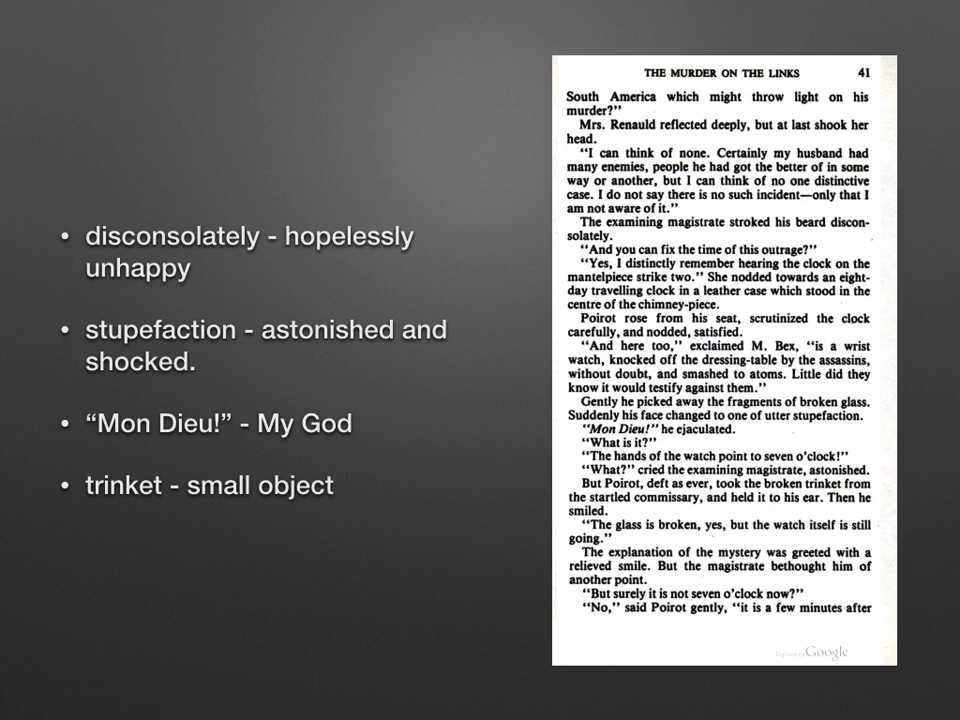 • disconsolately - hopelessly
unhappy
• stupefaction - astonished and
shocked.
• “Mon Dieu!” - My God
• trinket - small object
THE MURDER ON THE LINKS 41
South America which might throw light on his
murder?”
Mrs. Renauld reflected deeply, but at last shook her
head.
“I can think of none. Certainly my husband had
many enemies, people he had got the better of in some
way or another, but I can think of no one distinctive
case. I do not say there is no such incident—only that I
am not aware of it.”
The examining magistrate stroked his beard discon-
solately.
“And you can fix the time of this outrage?”
“Yes, I distinctly remember hearing the clock on the
mantelpiece strike two.” She nodded towards an eight-
day travelling clock in a leather case which stood in the
centre of the chimney-piece.
Poirot rose from his seat, scrutinized the clock
carefully, and nodded, satisfied.
“And here too,” exclaimed M. Bex, “is a wrist
watch, knocked off the dressing-table by the assassins,
without doubt, and smashed to atoms. Little did they
know it would testify against them.”
Gently he picked away the fragments of broken glass.
Suddenly his face changed to one of utter stupefaction.
“Mon Dieu!” he ejaculated.
“What is it?”
“The hands of the watch point to seven o’clock!”
“What?” cried the examining magistrate, astonished.
But Poirot, deft as ever, took the broken trinket from
the startled commissary, and held it to his ear. Then he
smiled.
“The glass is broken, yes, but the watch itself is still
going.”
The explanation of the mystery was greeted with a
relieved smile. But the magistrate bethought him of
another point.
“But surely it is not seven o’clock now?”
“No,” said Poirot gently, “it is a few minutes after
Digitized by Google